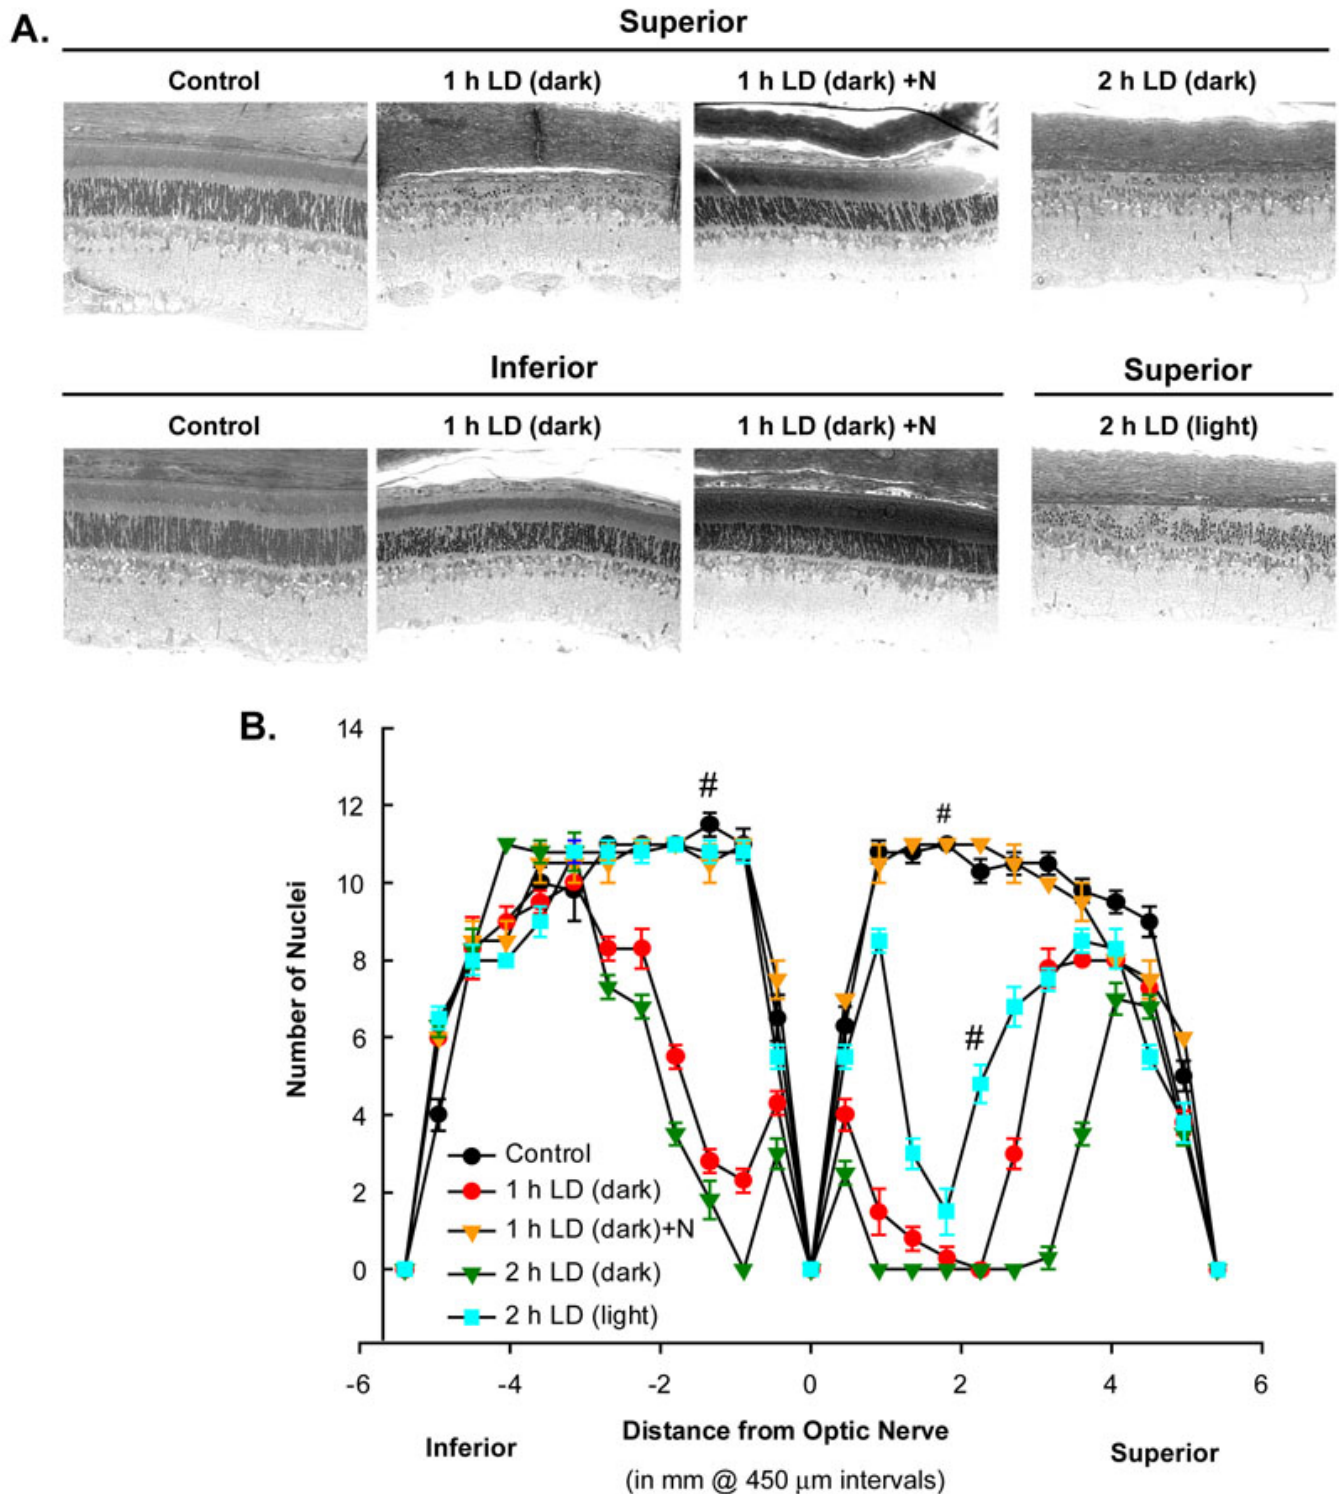 A.
Superior
Control 1 h LD (dark) 1 h LD (dark) +N 2 h LD (dark)
Inferior Superior
Control 1 h LD (dark) 1 h LD (dark) +N 2 h LD (light)
B.
14
12
10
8
6
4
2
0
Number of Nuclei
#
#
#
Control
1 h LD (dark)
1 h LD (dark)+N
2 h LD (dark)
2 h LD (light)
-6 -4 -2 0 2 4 6
Inferior Distance from Optic Nerve Superior
(in mm @ 450 μm intervals)